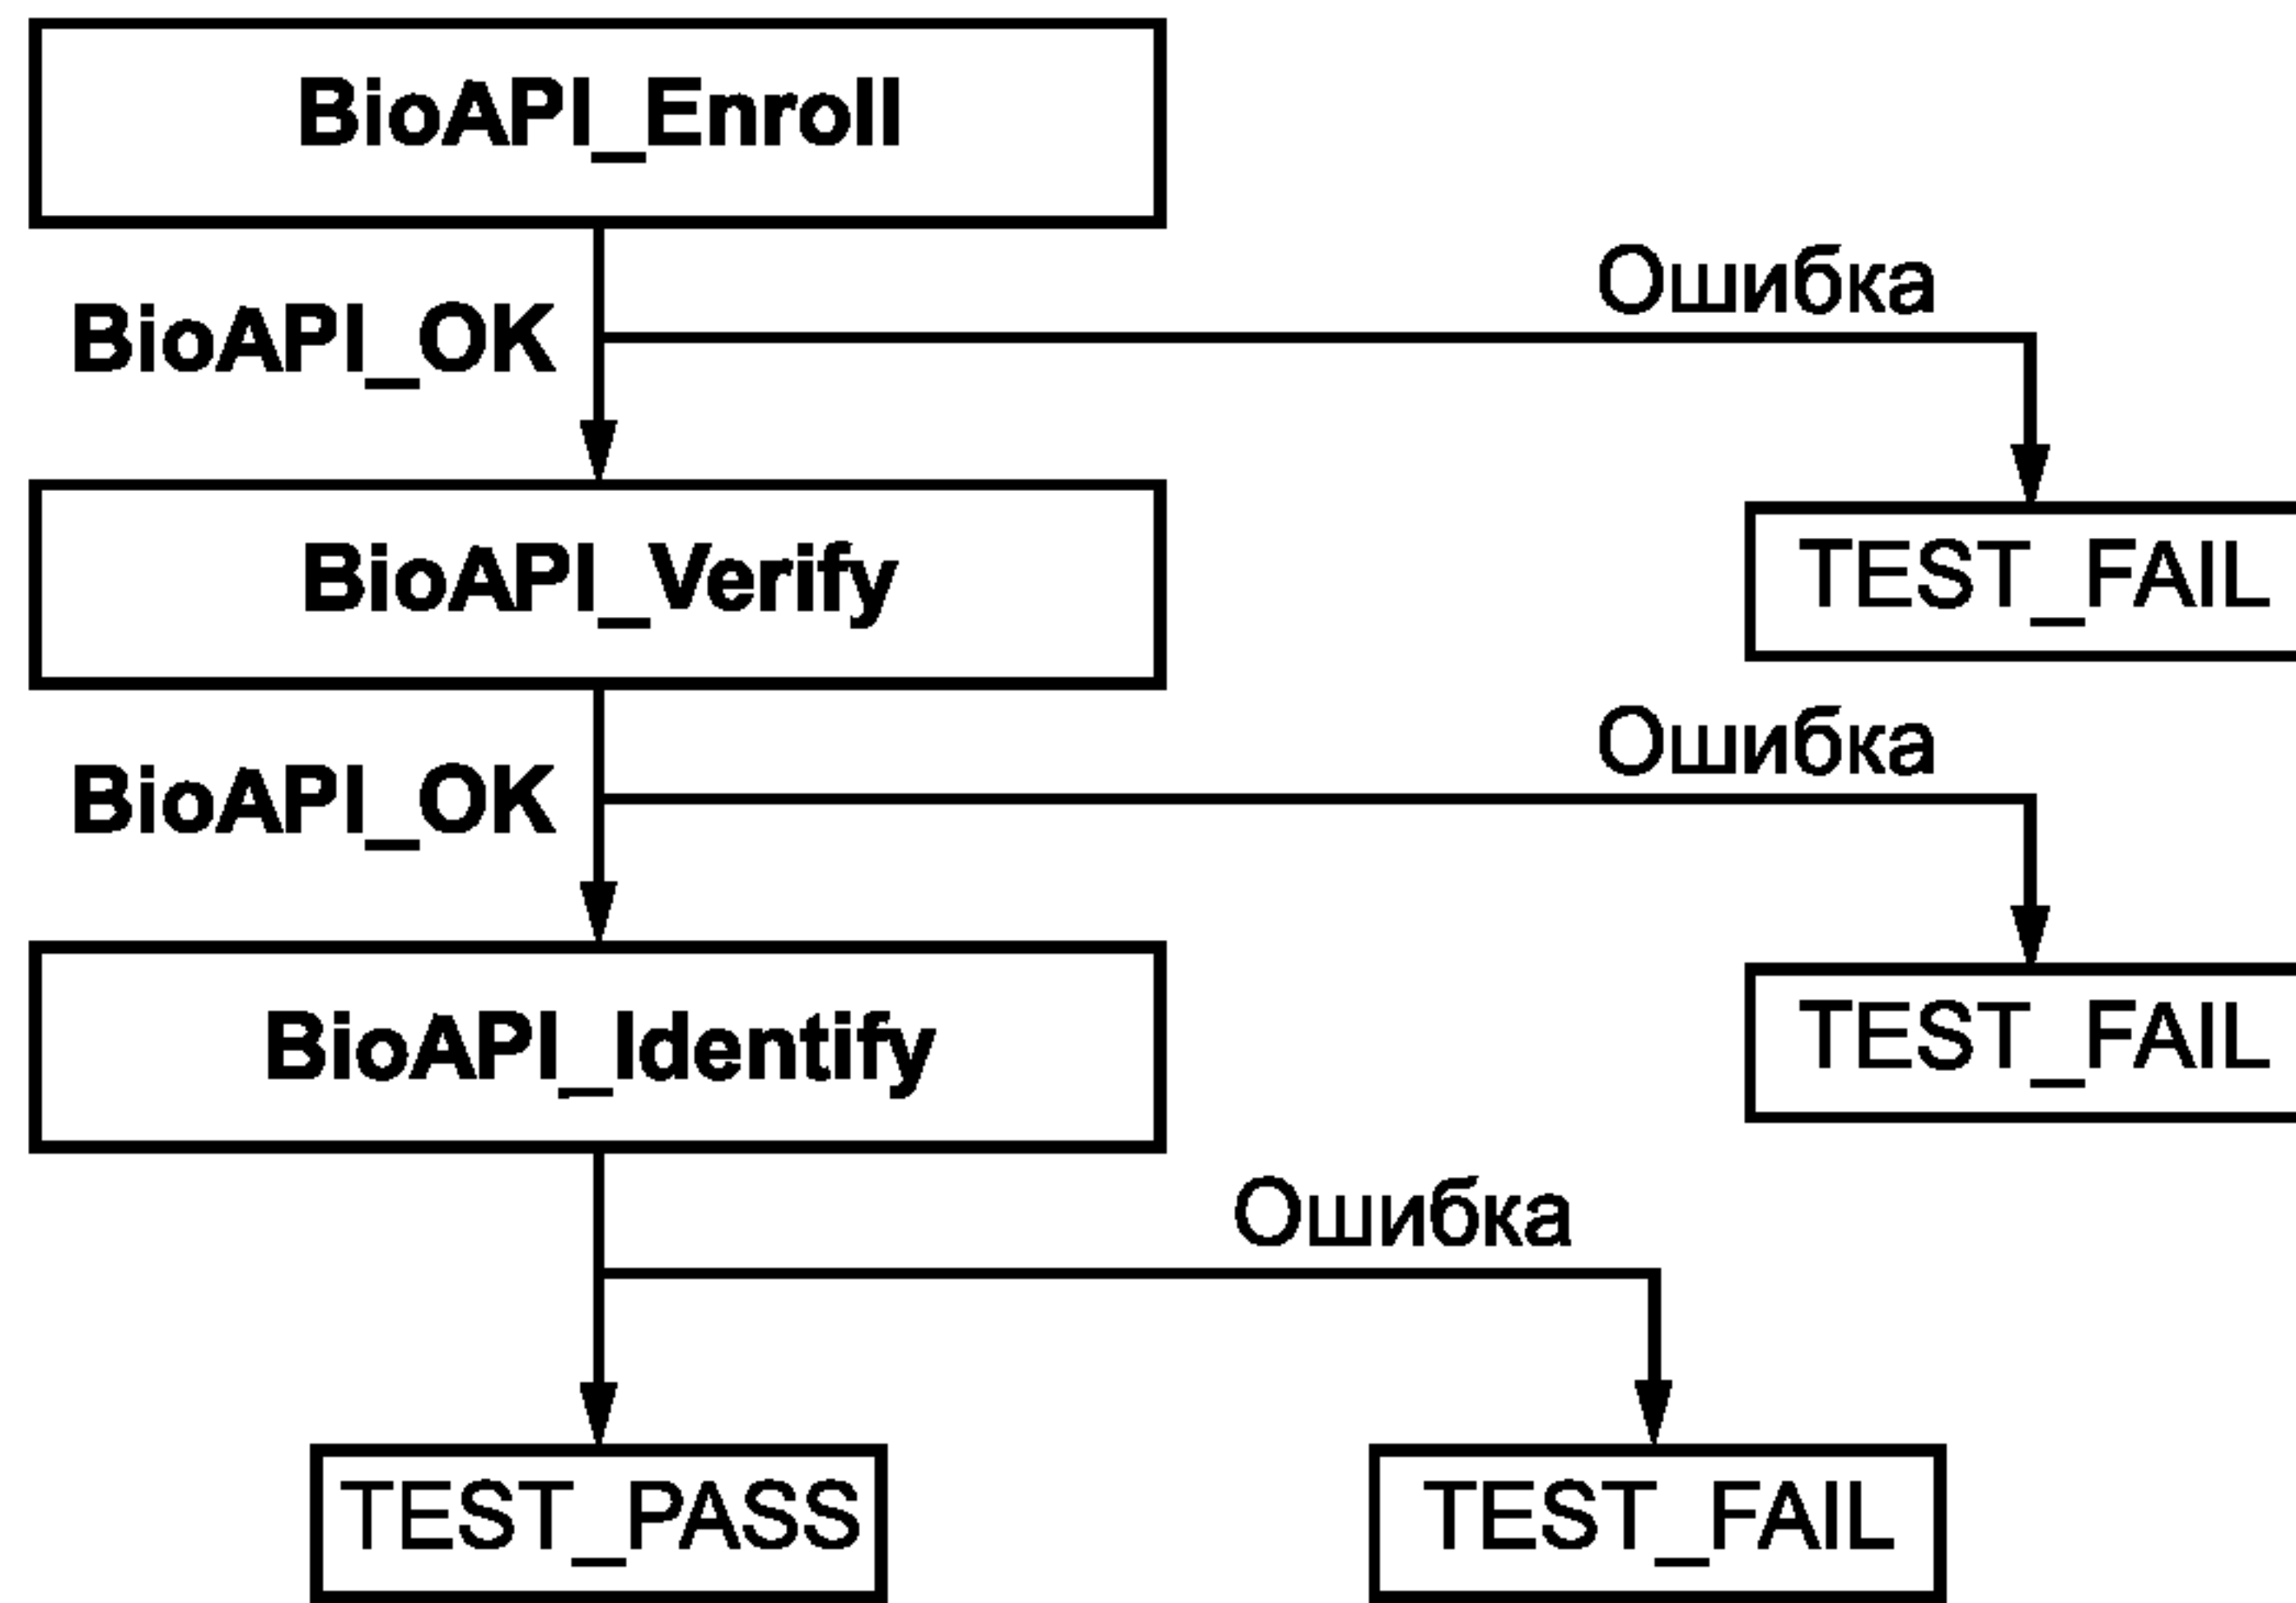 BioAPI_Enroll
Ошибка
BioAPI_OK
BioAPI_Verify
TEST_FAIL
Ошибка
BioAPI_OK
BioAPI_Identify
TEST_FAIL
Ошибка
TEST_PASS
TEST_FAIL